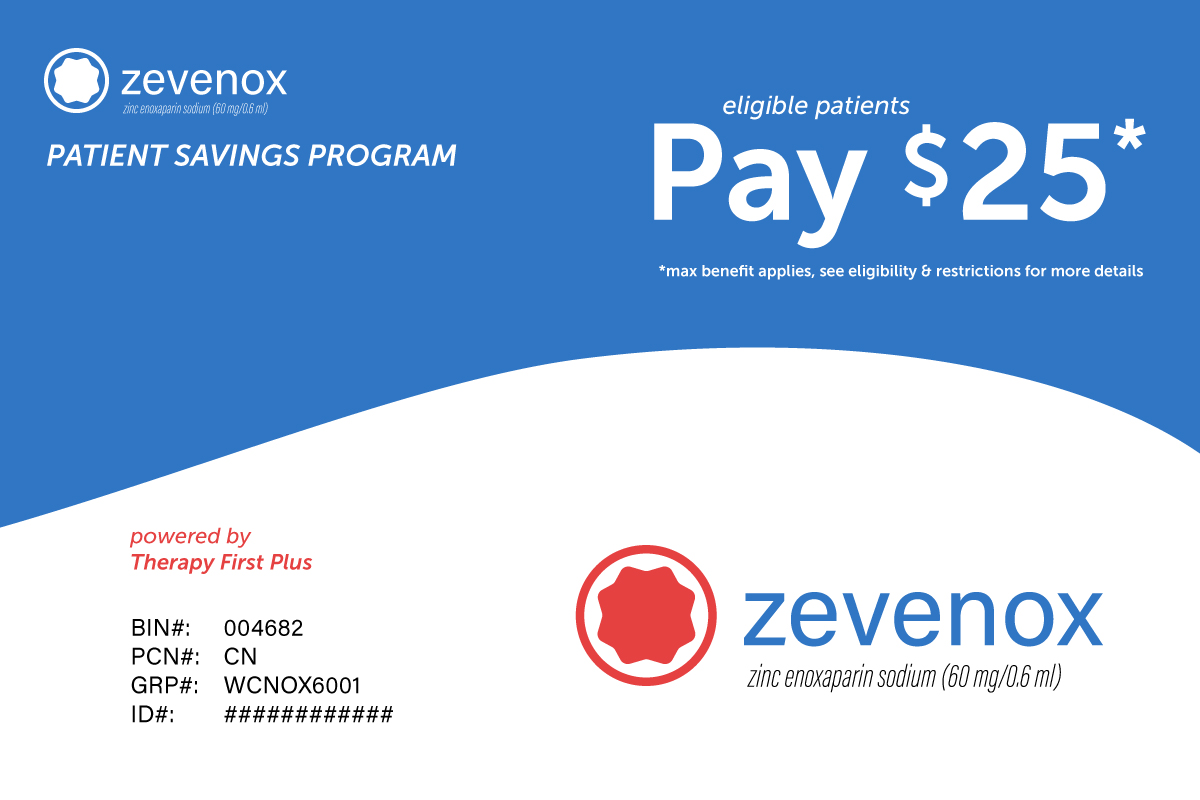 zevenox
zinc enoxaparin sodium (60 mg/0.6 ml)
PATIENT SAVINGS PROGRAM
eligible patients
Pay $25*
*max benefit applies, see eligibility & restrictions for more details
powered by
Therapy First Plus
BIN#: 004682
PCN#: CN
GRP#: WCNOX6001
ID#: ############
zevenox
zinc enoxaparin sodium (60 mg/0.6 ml)